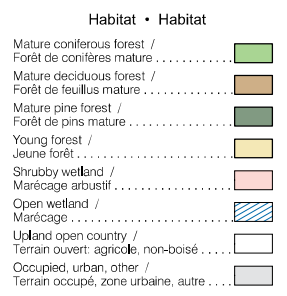 Habitat • Habitat
Mature coniferous forest /
Forêt de conifères mature . . . . . . . . . . . .
Mature deciduous forest /
Forêt de feuillus mature . . . . . . . . . . . . . .
Mature pine forest /
Forêt de pins mature . . . . . . . . . . . . . . . .
Young forest /
Jeune forêt . . . . . . . . . . . . . . . . . . . . . . . .
Shrubby wetland /
Marécage arbustif . . . . . . . . . . . . . . . . . .
Open wetland /
Marécage . . . . . . . . . . . . . . . . . . . . . . . . .
Upland open country /
Terrain ouvert: agricole, non-boisé . . . . .
Occupied, urban, other /
Terrain occupé, zone urbaine, autre . . . .